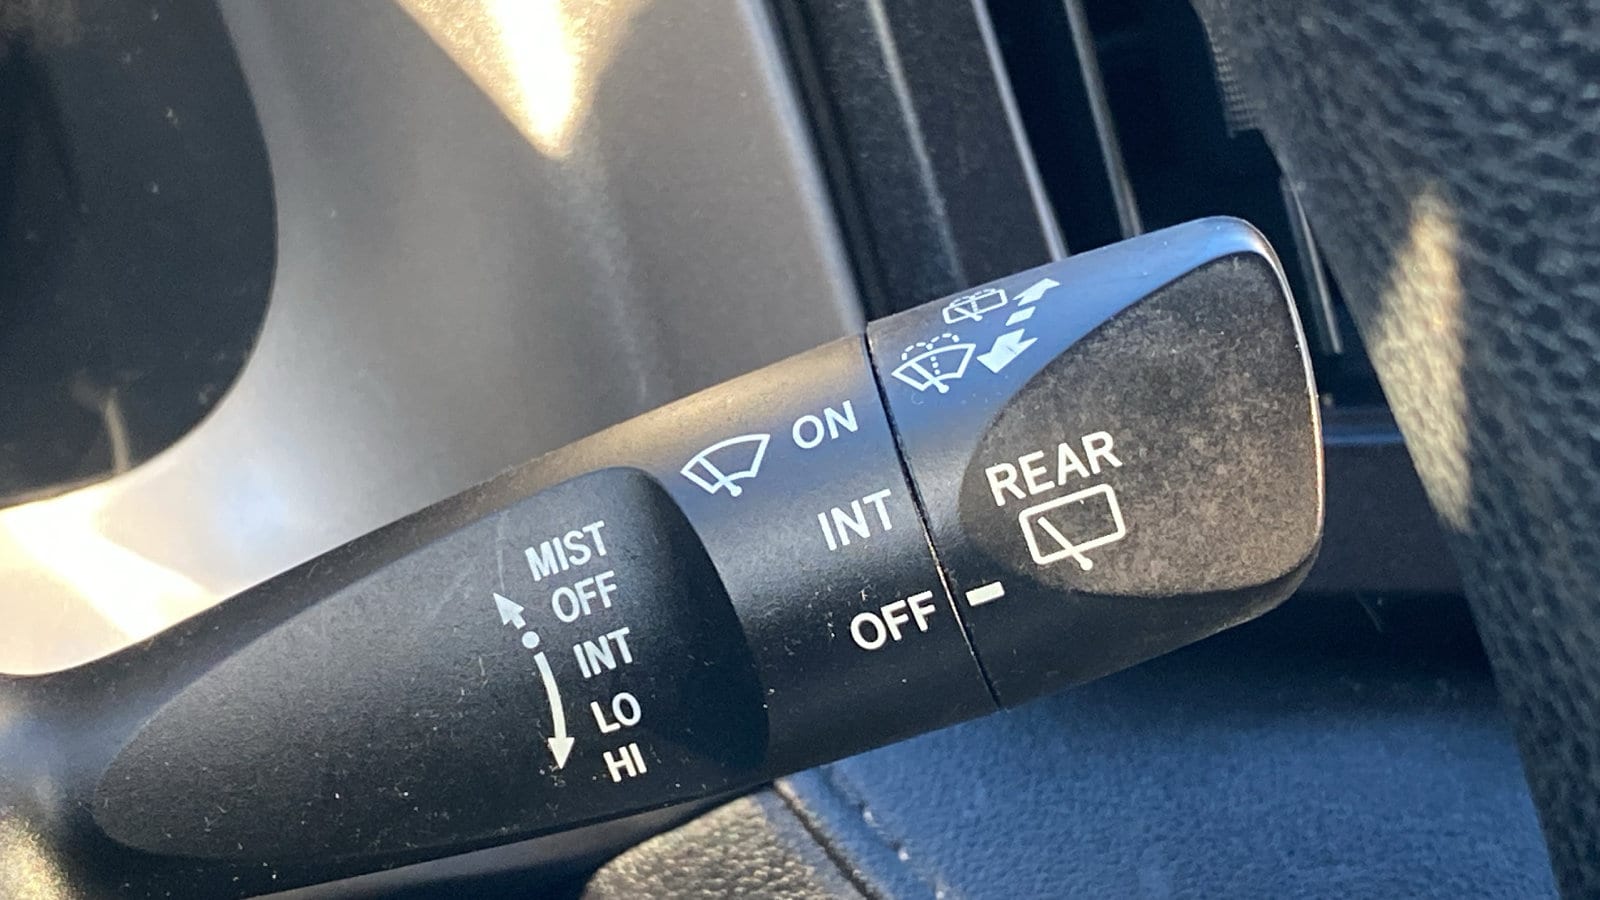 MIST
OFF
INT
LO
HI
ON
INT
OFF
REAR